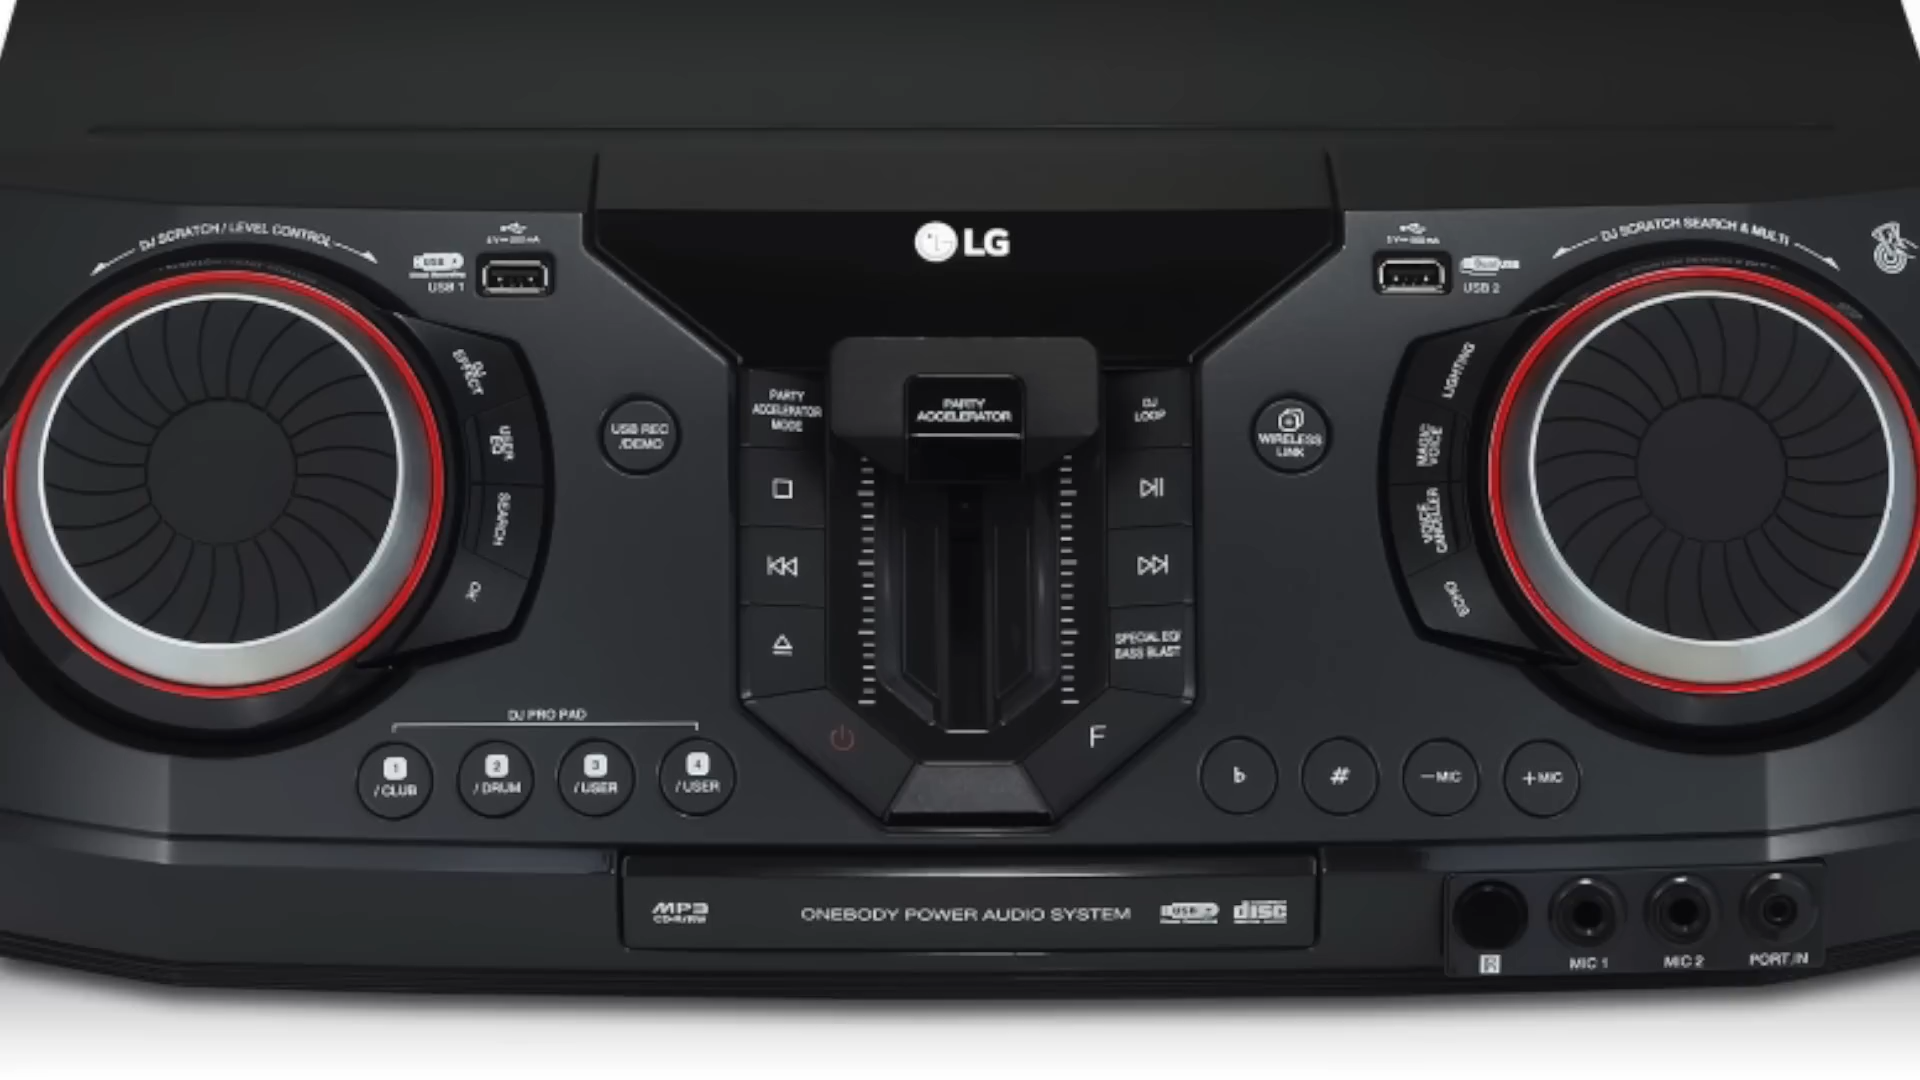 DJ SCRATCH / LEVEL CONTROL
USB 1
LG
USB 2
DJ SCRATCH SEARCH & MULTI
DJ
EFFECT
USER
EQ
SEARCH
OK
USB REC
/DEMO
PARTY
ACCELERATOR
MODE
PARTY
ACCELERATOR
DJ
LOOP
WIRELESS
LINK
LIGHTING
MAGIC
VOICE
VOICE
CANCELLER
ECHO
SPECIAL EQ/
BASS BLAST
F
DJ PRO PAD
1
/ CLUB
2
/ DRUM
3
/ USER
4
/ USER
b
#
−MIC
+MIC
MP3
CD-R/RW
ONEBODY POWER AUDIO SYSTEM
USB
disc
MIC 1
MIC 2
PORT.IN